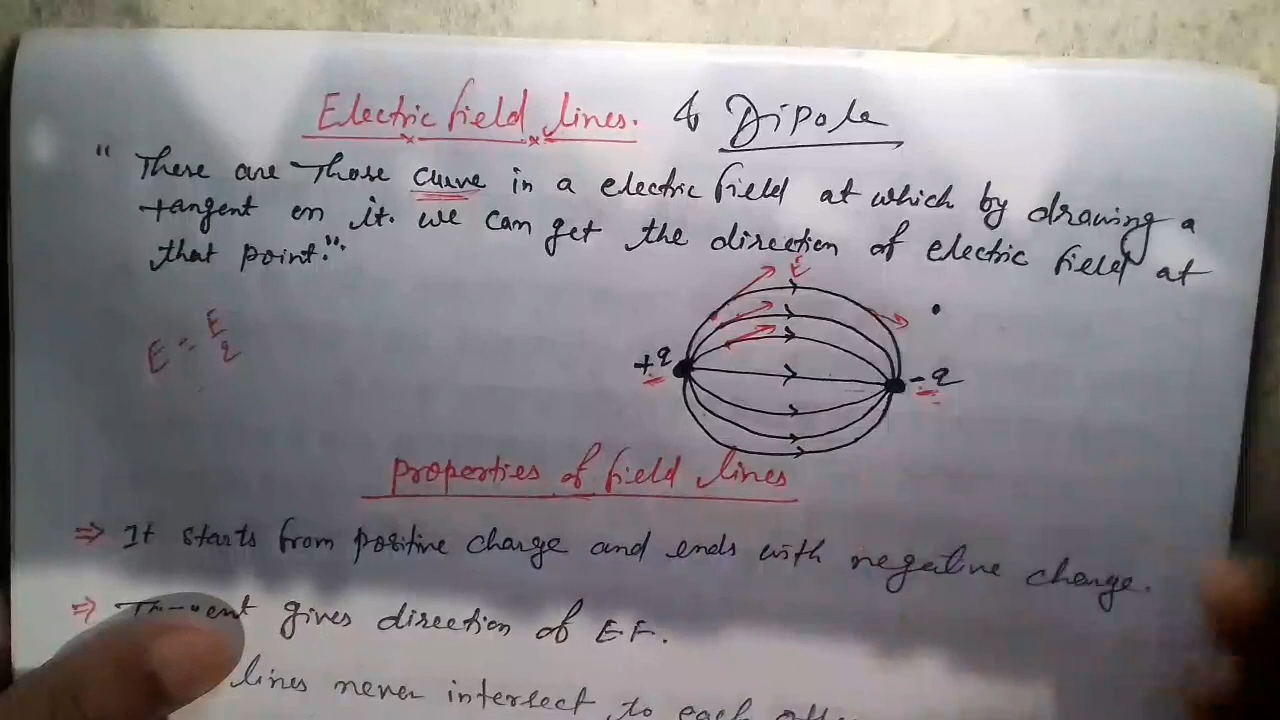 Electric field lines. & Dipole
" These are those curve in a electric field at which by drawing a
tangent on it. we can get the direction of electric field at
that point."
E
+q
-q
properties of field lines
⇒ It starts from positive charge and ends with negative charge.
⇒ gives direction of EF.
lines never intersect to each